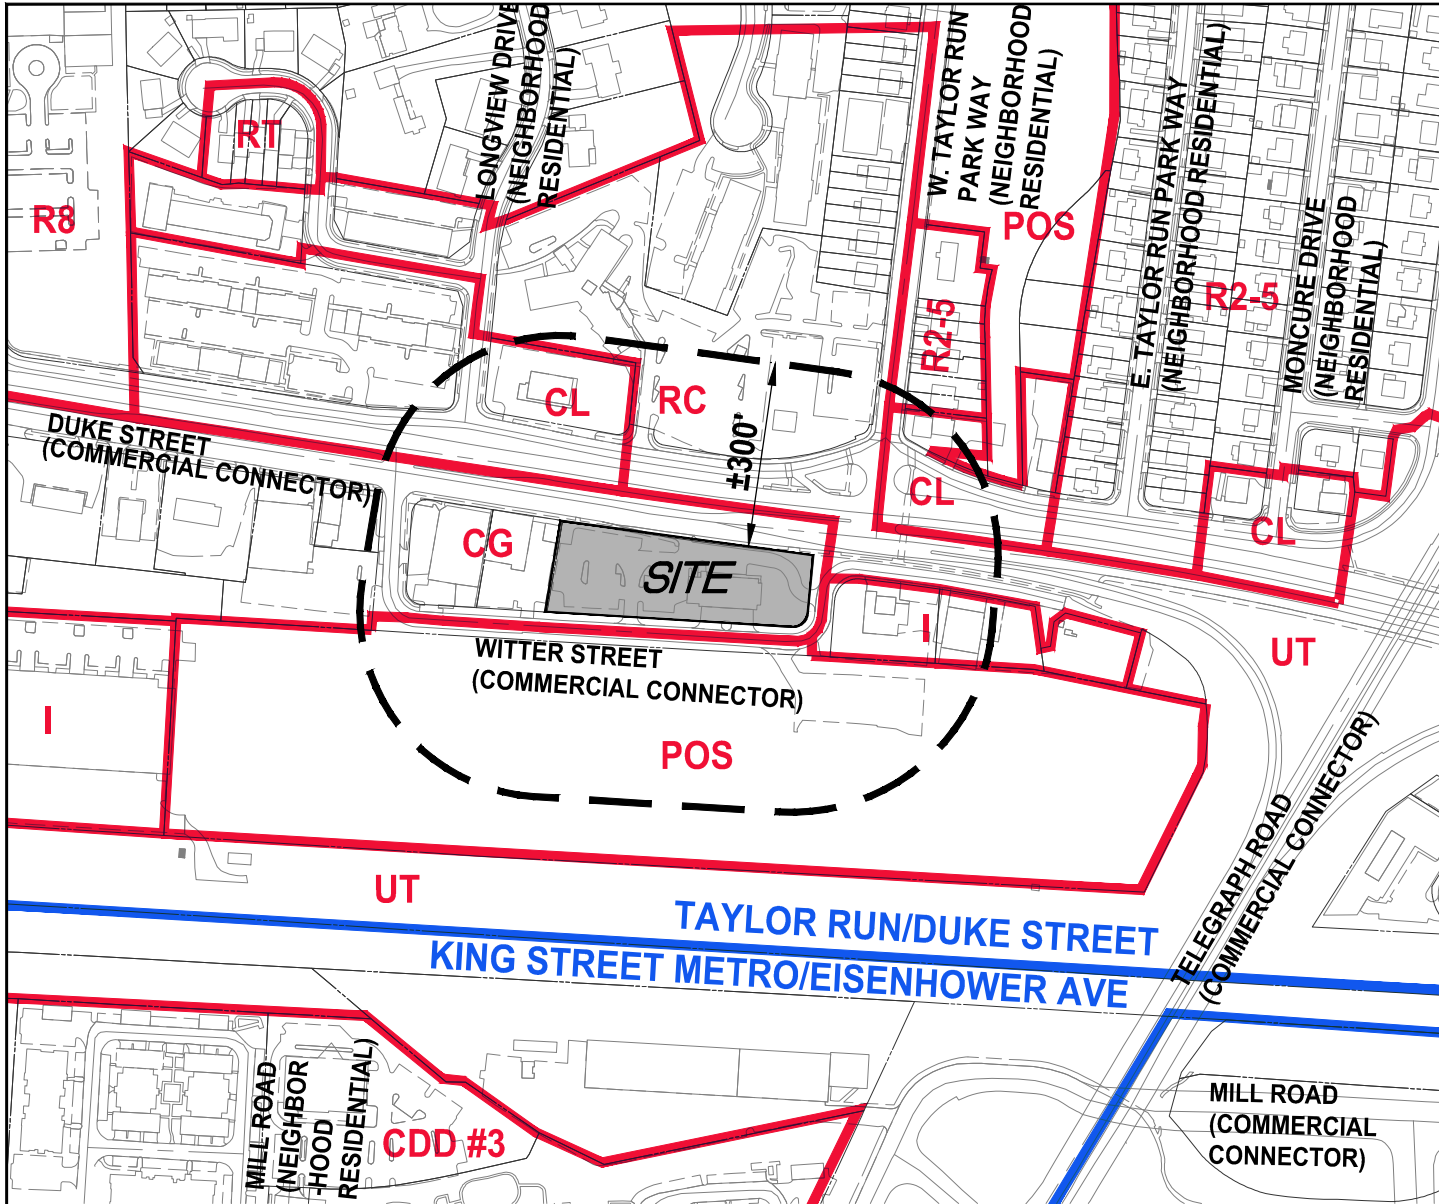 LONGVIEW DRIVE
(NEIGHBORHOOD
RESIDENTIAL)
W. TAYLOR RUN
PARK WAY
(NEIGHBORHOOD
RESIDENTIAL)
E. TAYLOR RUN PARK WAY
(NEIGHBORHOOD RESIDENTIAL)
MONCURE DRIVE
(NEIGHBORHOOD
RESIDENTIAL)
RT
R8
POS
R2-5
R2-5
CL
RC
±300'
DUKE STREET
(COMMERCIAL CONNECTOR)
CL
CL
CG
SITE
I
UT
WITTER STREET
(COMMERCIAL CONNECTOR)
I
POS
TELEGRAPH ROAD
(COMMERCIAL CONNECTOR)
UT
TAYLOR RUN/DUKE STREET
KING STREET METRO/EISENHOWER AVE
MILL ROAD
(NEIGHBOR
-HOOD
RESIDENTIAL)
CDD #3
MILL ROAD
(COMMERCIAL
CONNECTOR)